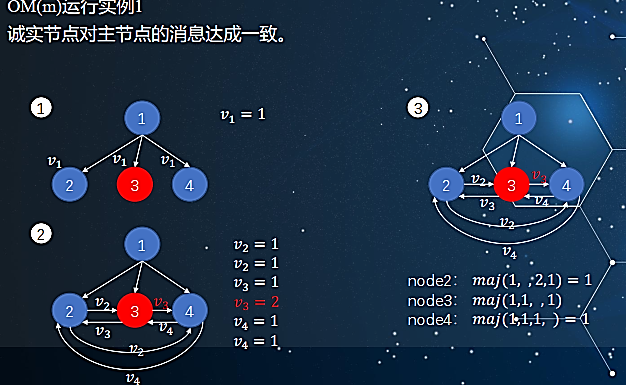 OM(m)运行实例1
诚实节点对主节点的消息达成一致。
1
1
v₁ = 1
v₁
v₁
v₁
2
3
4
2
1
v₂ = 1
v₂ = 1
v₃ = 1
v₃ = 2
v₄ = 1
v₄ = 1
2
v₂
3
v₃
4
v₃
v₄
v₂
v₄
3
1
2
v₂
3
v₃
4
v₃
v₄
v₂
v₄
node2: maj(1, ,2,1) = 1
node3: maj(1,1, ,1)
node4: maj(1,1,1, ) = 1